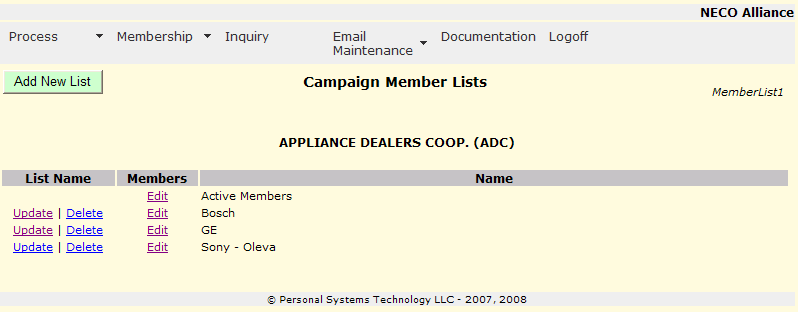 NECO Alliance
Process Membership Inquiry Email Maintenance Documentation Logoff
Add New List
Campaign Member Lists
MemberList1
APPLIANCE DEALERS COOP. (ADC)
List Name Members Name
Edit Active Members
Update | Delete Edit Bosch
Update | Delete Edit GE
Update | Delete Edit Sony - Oleva
© Personal Systems Technology LLC - 2007, 2008